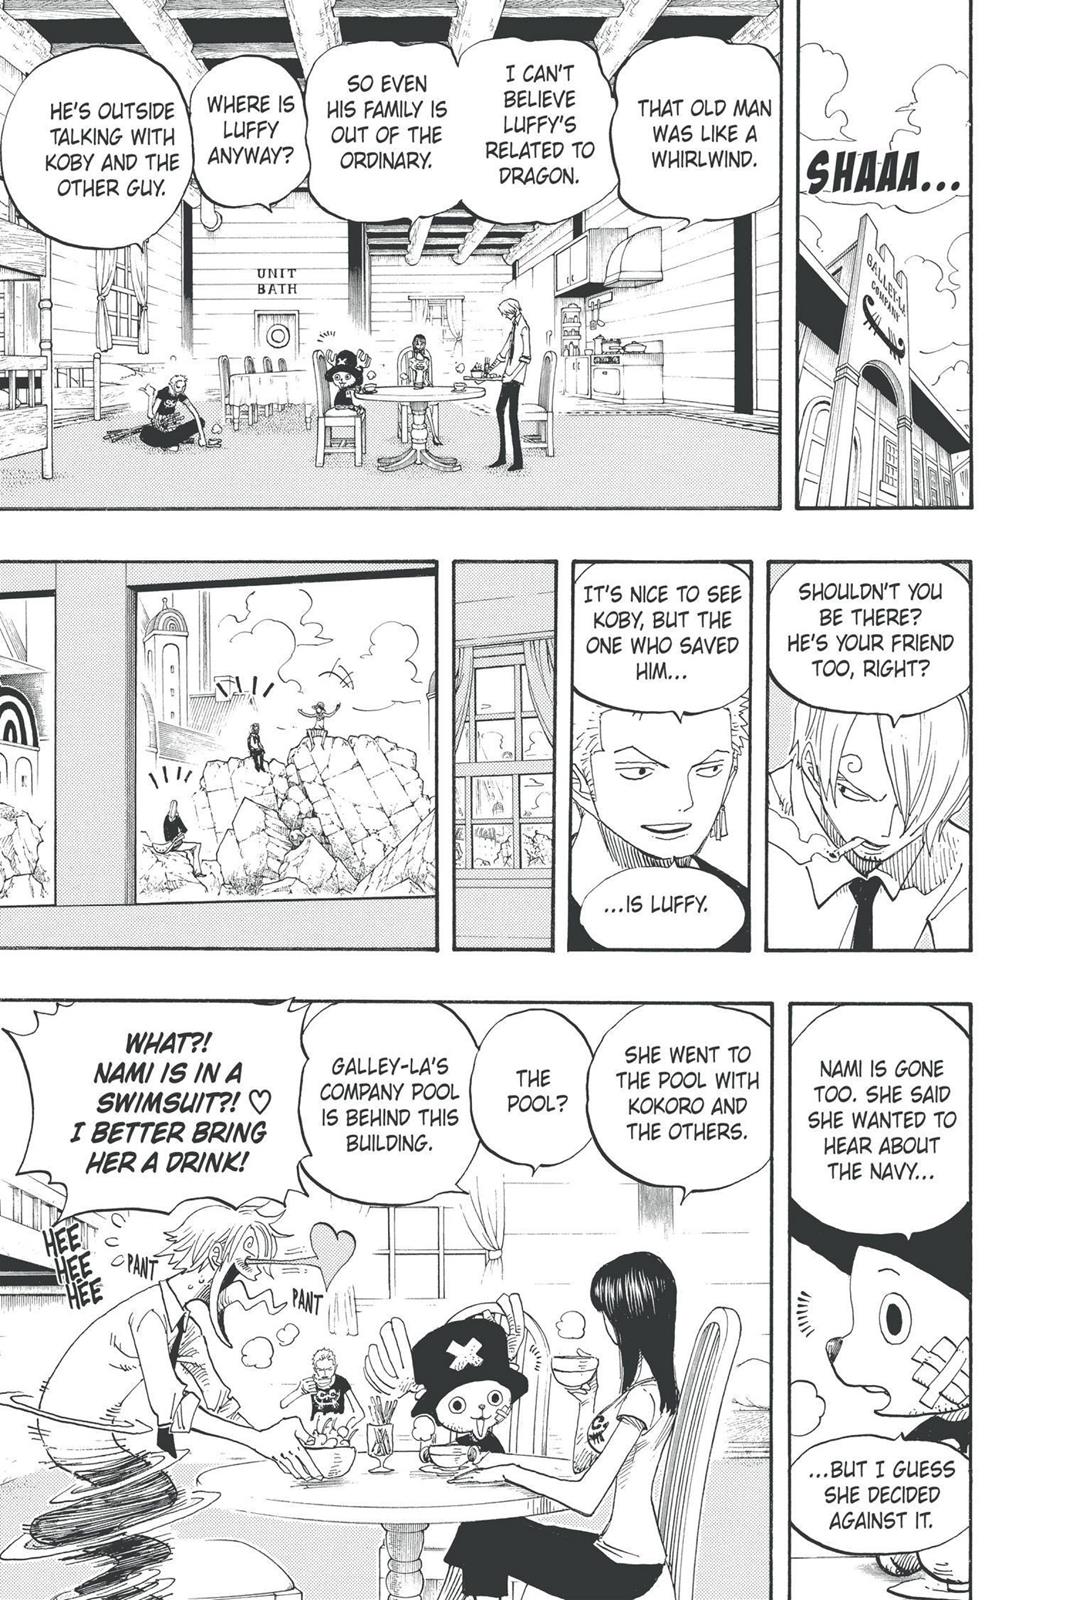 SHAAA...
GALLEY-LA
COMPANY
THAT OLD MAN
WAS LIKE A
WHIRLWIND.
I CAN'T
BELIEVE
LUFFY'S
RELATED TO
DRAGON.
SO EVEN
HIS FAMILY IS
OUT OF THE
ORDINARY.
WHERE IS
LUFFY
ANYWAY?
HE'S OUTSIDE
TALKING WITH
KOBY AND THE
OTHER GUY.
UNIT
BATH
SHOULDN'T YOU
BE THERE?
HE'S YOUR FRIEND
TOO, RIGHT?
IT'S NICE TO SEE
KOBY, BUT THE
ONE WHO SAVED
HIM...
...IS LUFFY.
NAMI IS GONE
TOO. SHE SAID
SHE WANTED TO
HEAR ABOUT
THE NAVY...
...BUT I GUESS
SHE DECIDED
AGAINST IT.
SHE WENT TO
THE POOL WITH
KOKORO AND
THE OTHERS.
THE
POOL?
GALLEY-LA'S
COMPANY POOL
IS BEHIND THIS
BUILDING.
WHAT?!
NAMI IS IN A
SWIMSUIT?! ♡
I BETTER BRING
HER A DRINK!
HEE
HEE
HEE
PANT
PANT